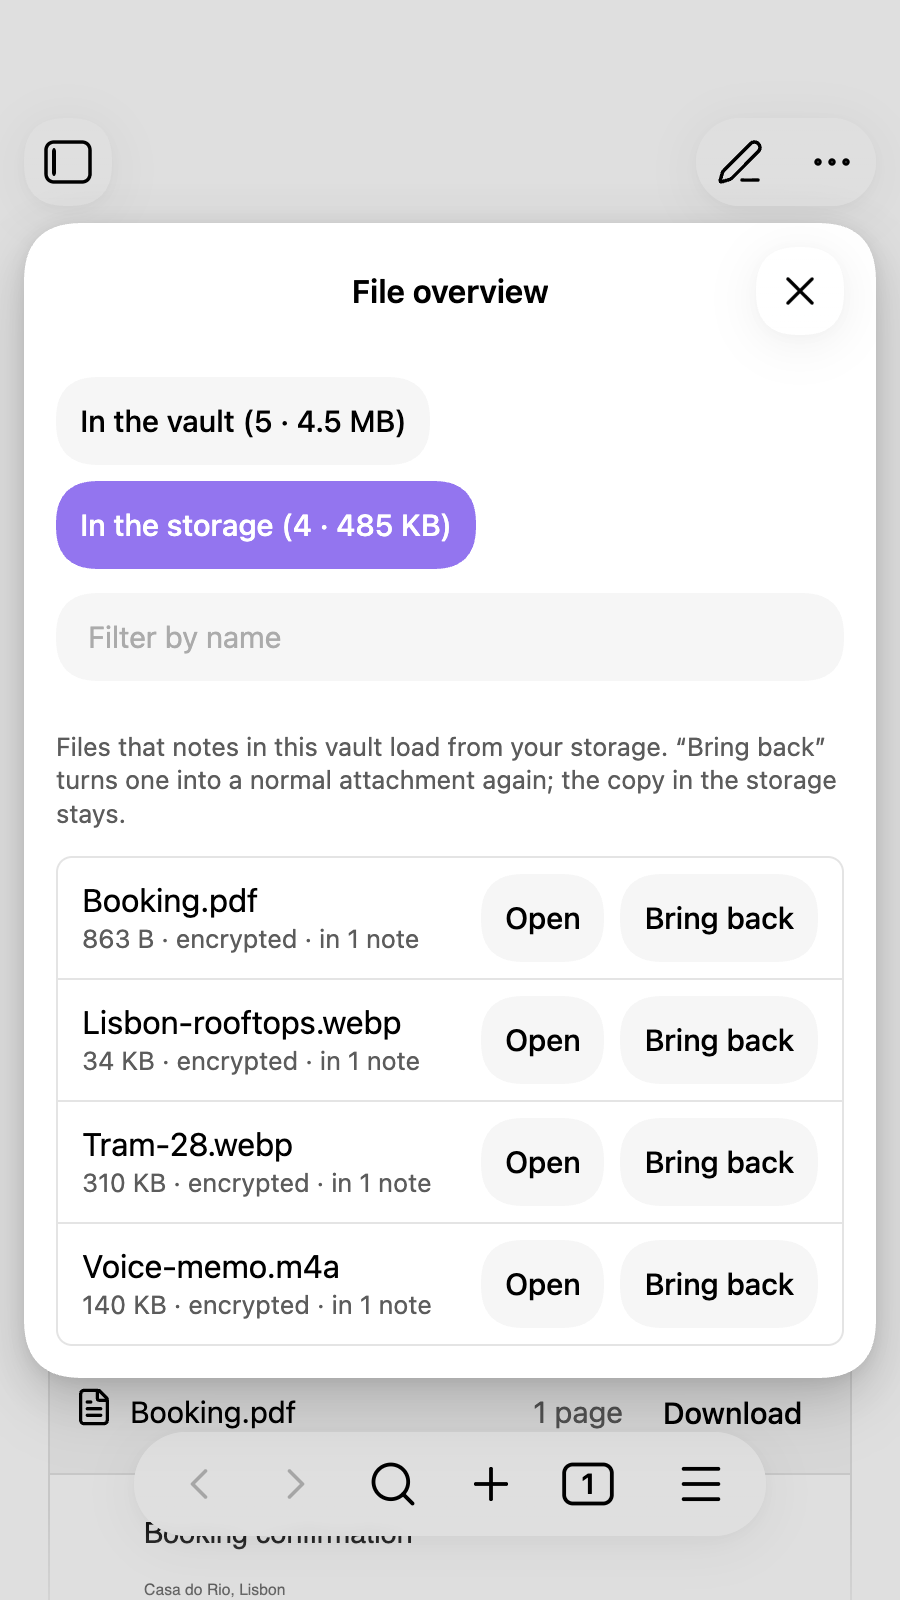 File overview
In the vault (5 · 4.5 MB)
In the storage (4 · 485 KB)
Filter by name
Files that notes in this vault load from your storage. “Bring back”
turns one into a normal attachment again; the copy in the storage
stays.
Booking.pdf
863 B · encrypted · in 1 note
Open
Bring back
Lisbon-rooftops.webp
34 KB · encrypted · in 1 note
Open
Bring back
Tram-28.webp
310 KB · encrypted · in 1 note
Open
Bring back
Voice-memo.m4a
140 KB · encrypted · in 1 note
Open
Bring back
Booking.pdf
1 page
Download
1
Booking confirmation
Casa do Rio, Lisbon